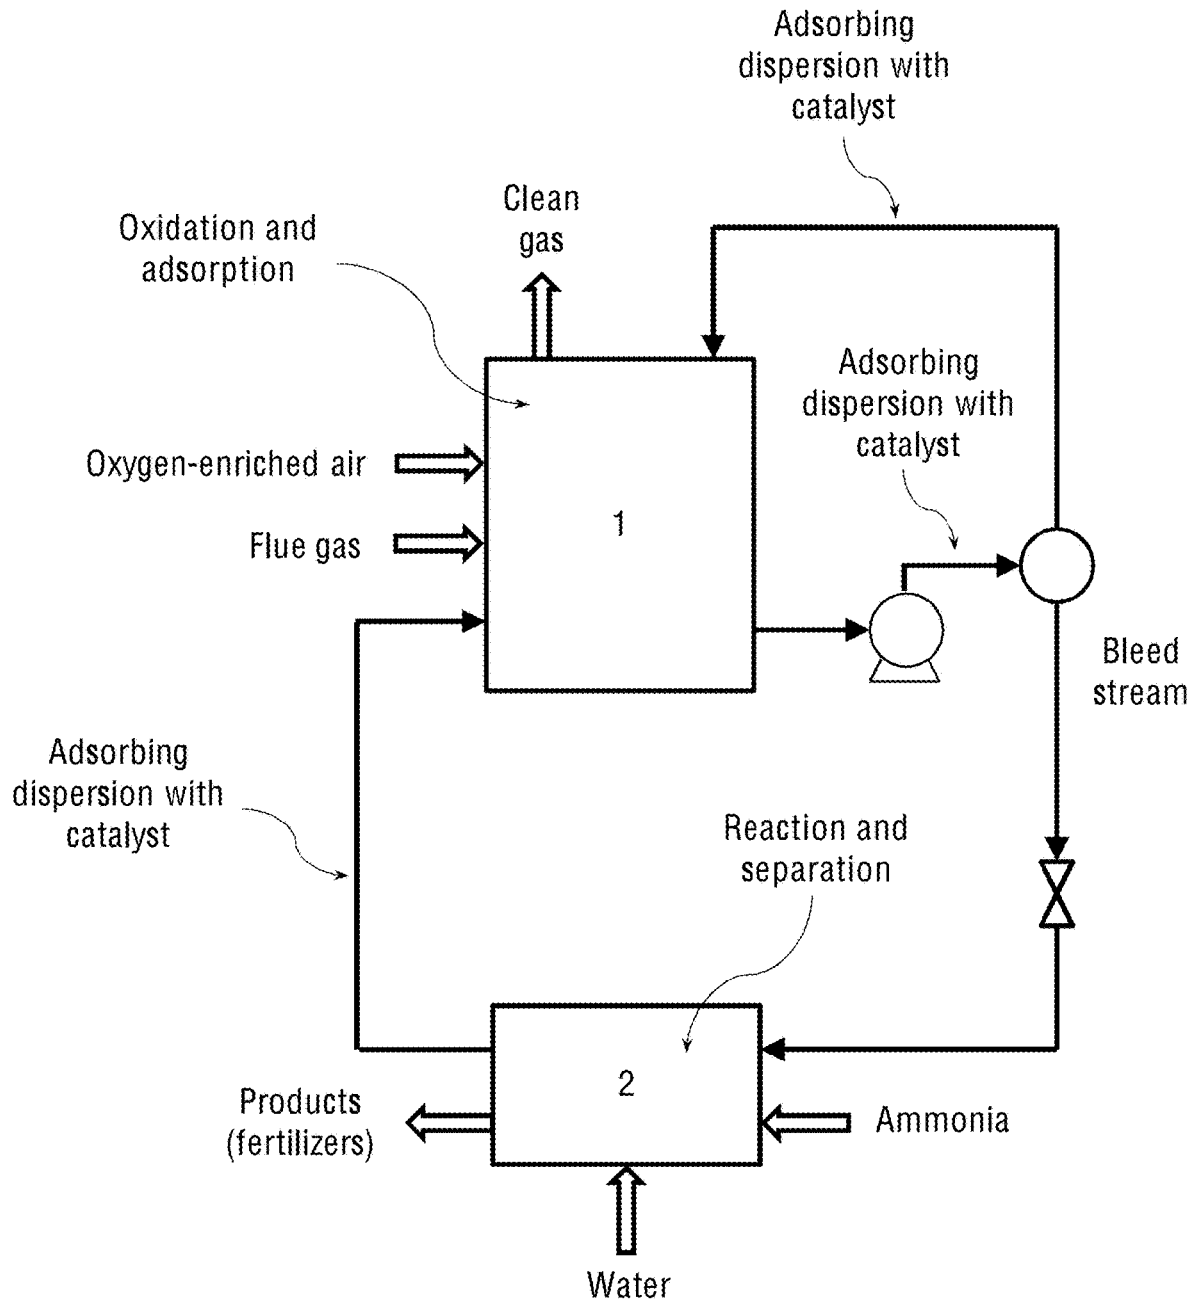 Adsorbing
dispersion with
catalyst
Clean
gas
Oxidation and
adsorption
Adsorbing
dispersion with
catalyst
Oxygen-enriched air
1
Flue gas
Bleed
stream
Adsorbing
dispersion with
catalyst
Reaction and
separation
2
Products
(fertilizers)
Ammonia
Water